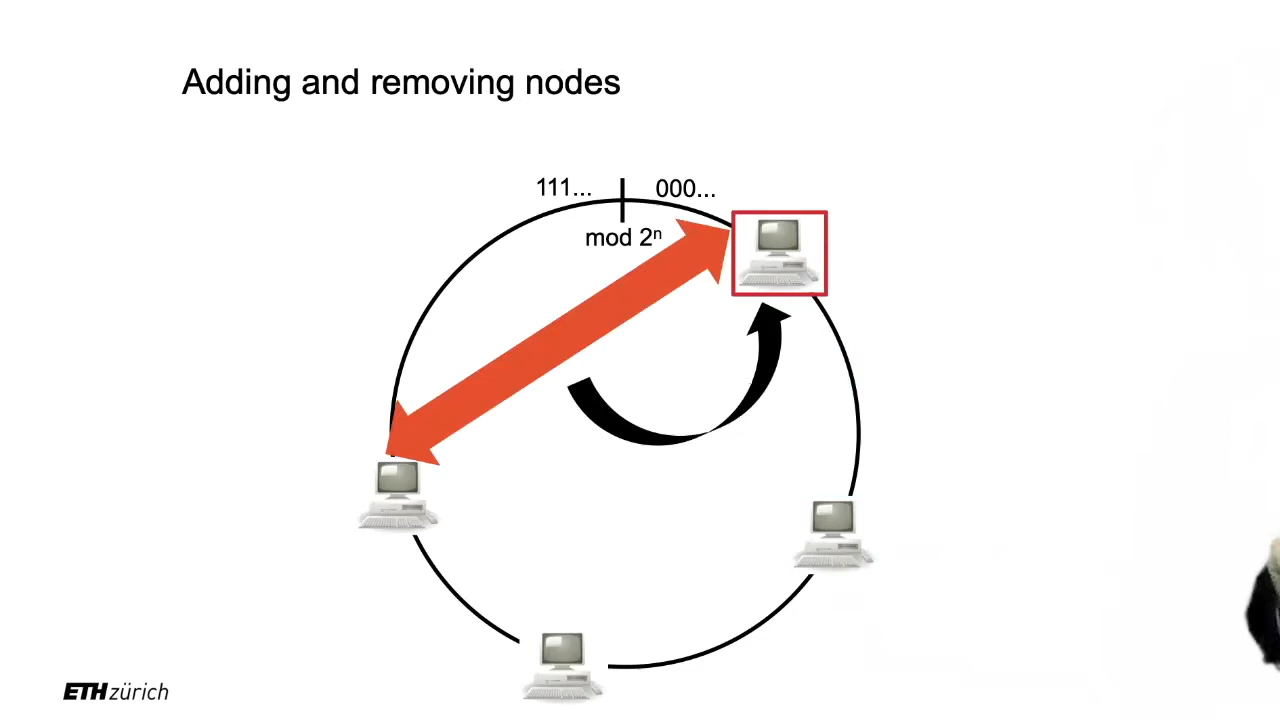 Adding and removing nodes
111... 000...
mod 2ⁿ
ETH zürich